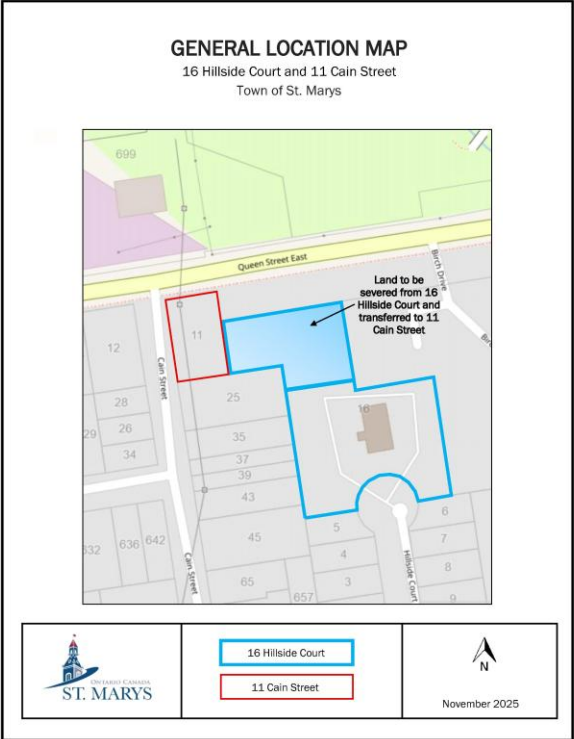 GENERAL LOCATION MAP
16 Hillside Court and 11 Cain Street
Town of St. Marys
699
Queen Street East
Birch Drive
Land to be
severed from 16
Hillside Court and
transferred to 11
Cain Street
11
12
Cain Street
25
16
28
29
26
35
34
37
39
43
45
5
6
632
636
642
4
7
Cain Street
65
3
8
Hillside Court
657
9
ONTARIO CANADA
ST. MARYS
16 Hillside Court
11 Cain Street
N
November 2025